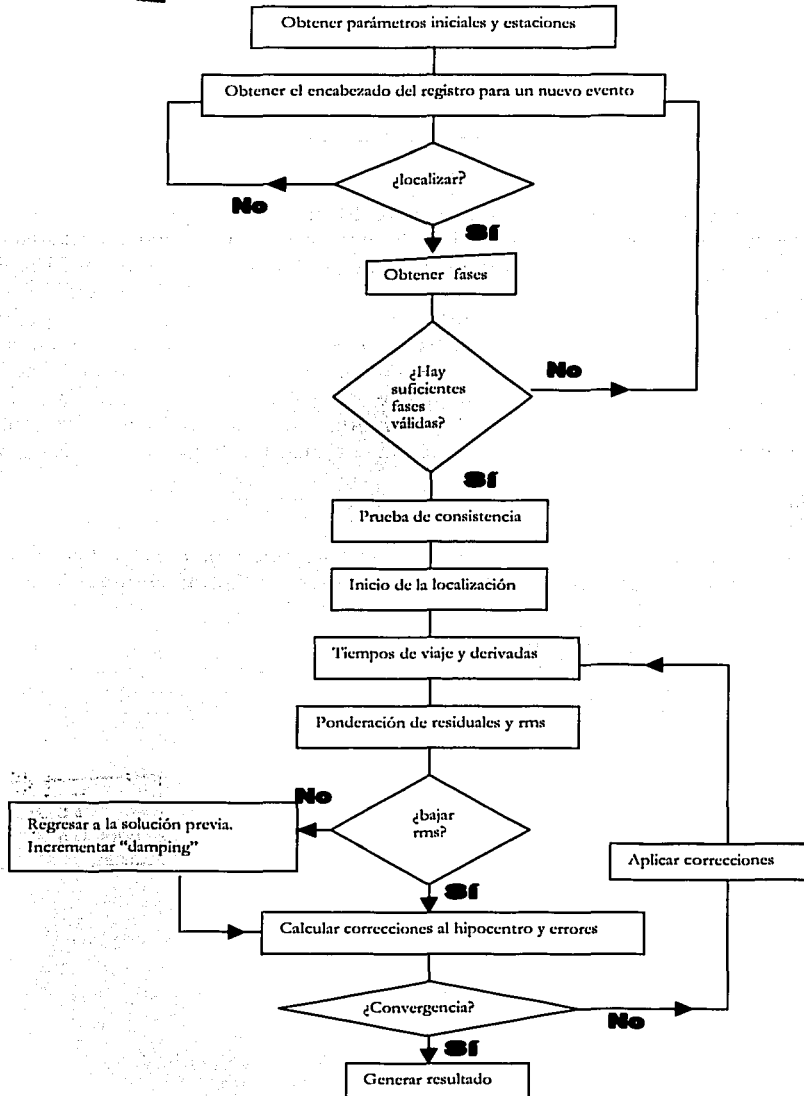 Obtener parámetros iniciales y estaciones
Obtener el encabezado del registro para un nuevo evento
¿localizar?
No
Sí
Obtener fases
¿Hay
suficientes
fases
válidas?
No
Sí
Prueba de consistencia
Inicio de la localización
Tiempos de viaje y derivadas
Ponderación de residuales y rms
No
¿bajar
rms?
Regresar a la solución previa.
Incrementar “damping”
Aplicar correcciones
Sí
Calcular correcciones al hipocentro y errores
¿Convergencia?
No
Sí
Generar resultado